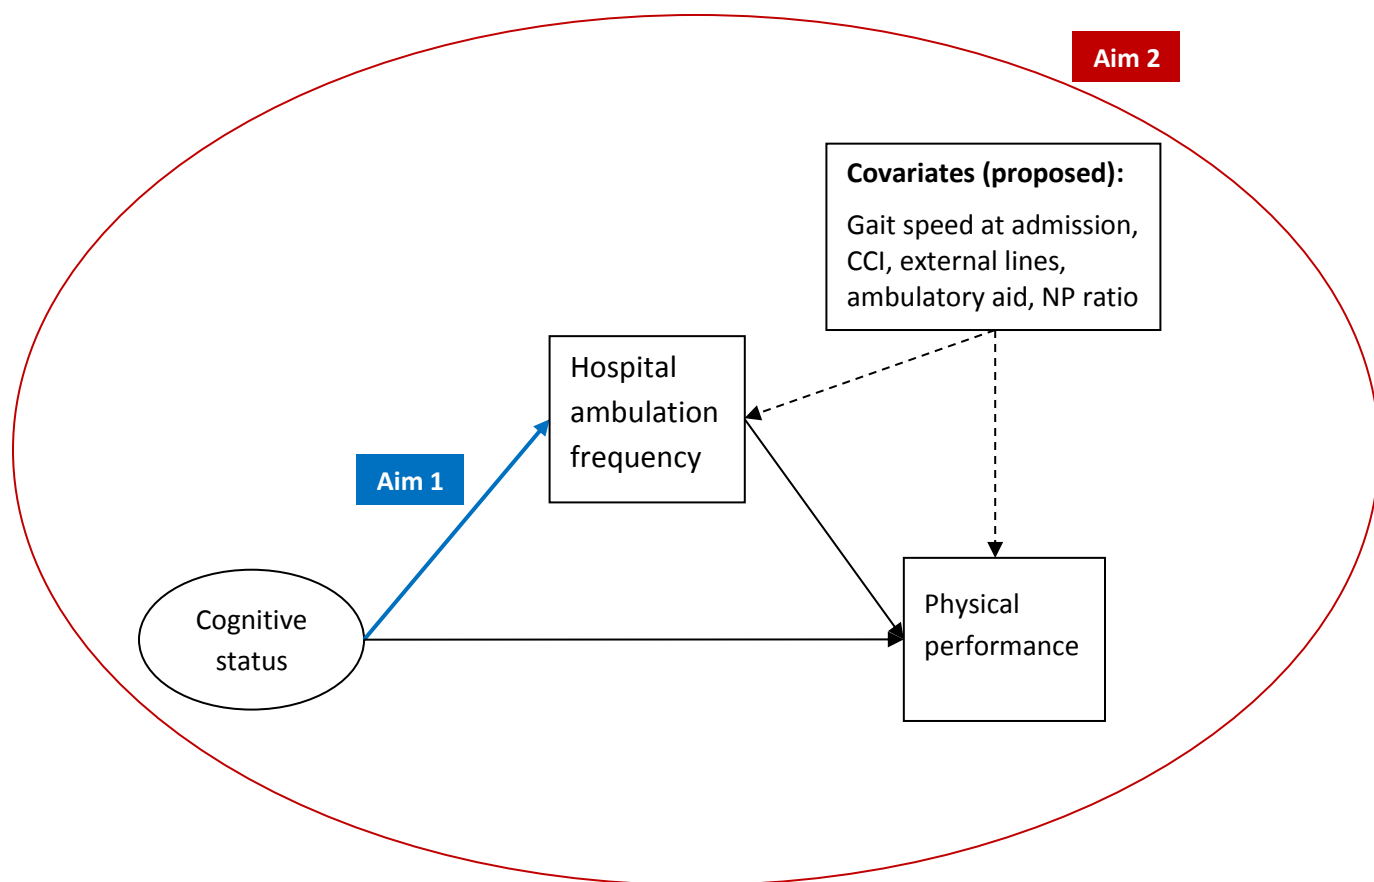 Aim 2
Covariates (proposed):
Gait speed at admission,
CCI, external lines,
ambulatory aid, NP ratio
Hospital
ambulation
frequency
Aim 1
Cognitive
status
Physical
performance